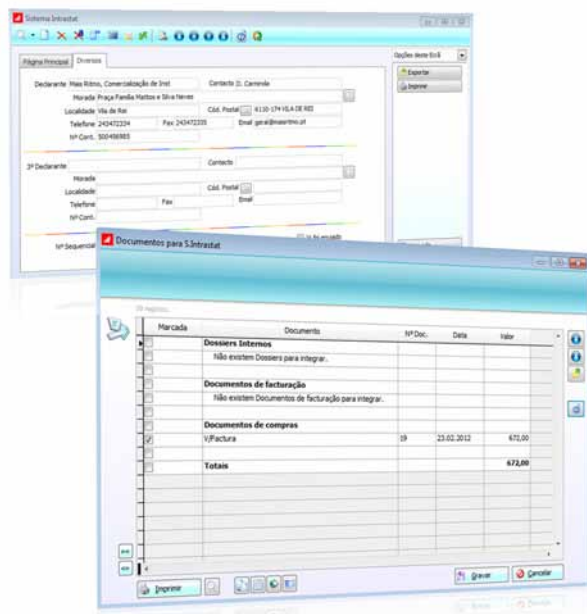 Sistema Intrastat
Página Principal Diversos
Opções deste Ecrã
Exportar
Imprimir
Declarante Mais Ritmo, Comercialização de Inst Contacto D. Carminda
Morada Praça Família Mattos e Silva Neves
Localidade Vila de Rei Cód. Postal 6110-174 VILA DE REI
Telefone 243472334 Fax 243472335 Email geral@maisritmo.pt
Nº Cont. 500456985
3º Declarante Contacto
Morada
Localidade Cód. Postal
Telefone Fax Email
Nº Cont.
Nº Sequencial
Documentos para S.Intrastat
Marcada Documento Nº Doc. Data Valor
Dossiers Internos
Não existem Dossiers para integrar.
Documentos de facturação
Não existem Documentos de facturação para integrar.
Documentos de compras
V/Factura 19 23.02.2012 672,00
Totais 672,00
Imprimir
Gravar
Cancelar